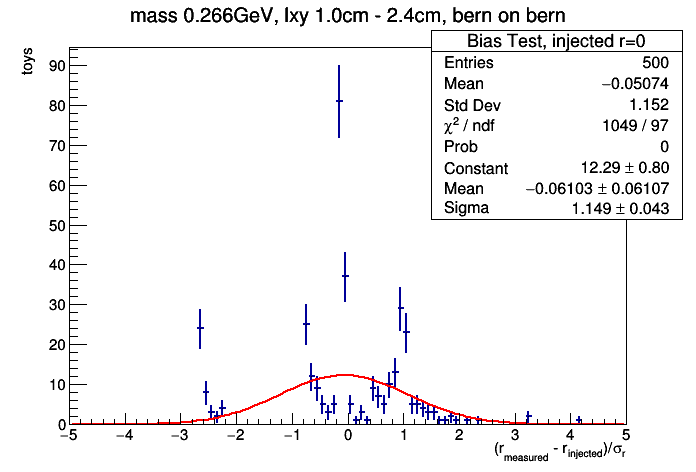 mass 0.266GeV, lxy 1.0cm - 2.4cm, bern on bern
Bias Test, injected r=0
Entries 500
Mean −0.05074
Std Dev 1.152
χ² / ndf 1049 / 97
Prob 0
Constant 12.29 ± 0.80
Mean −0.06103 ± 0.06107
Sigma 1.149 ± 0.043
toys
90
80
70
60
50
40
30
20
10
0
−5 −4 −3 −2 −1 0 1 2 3 4 5
(r_measured - r_injected)/σ_r